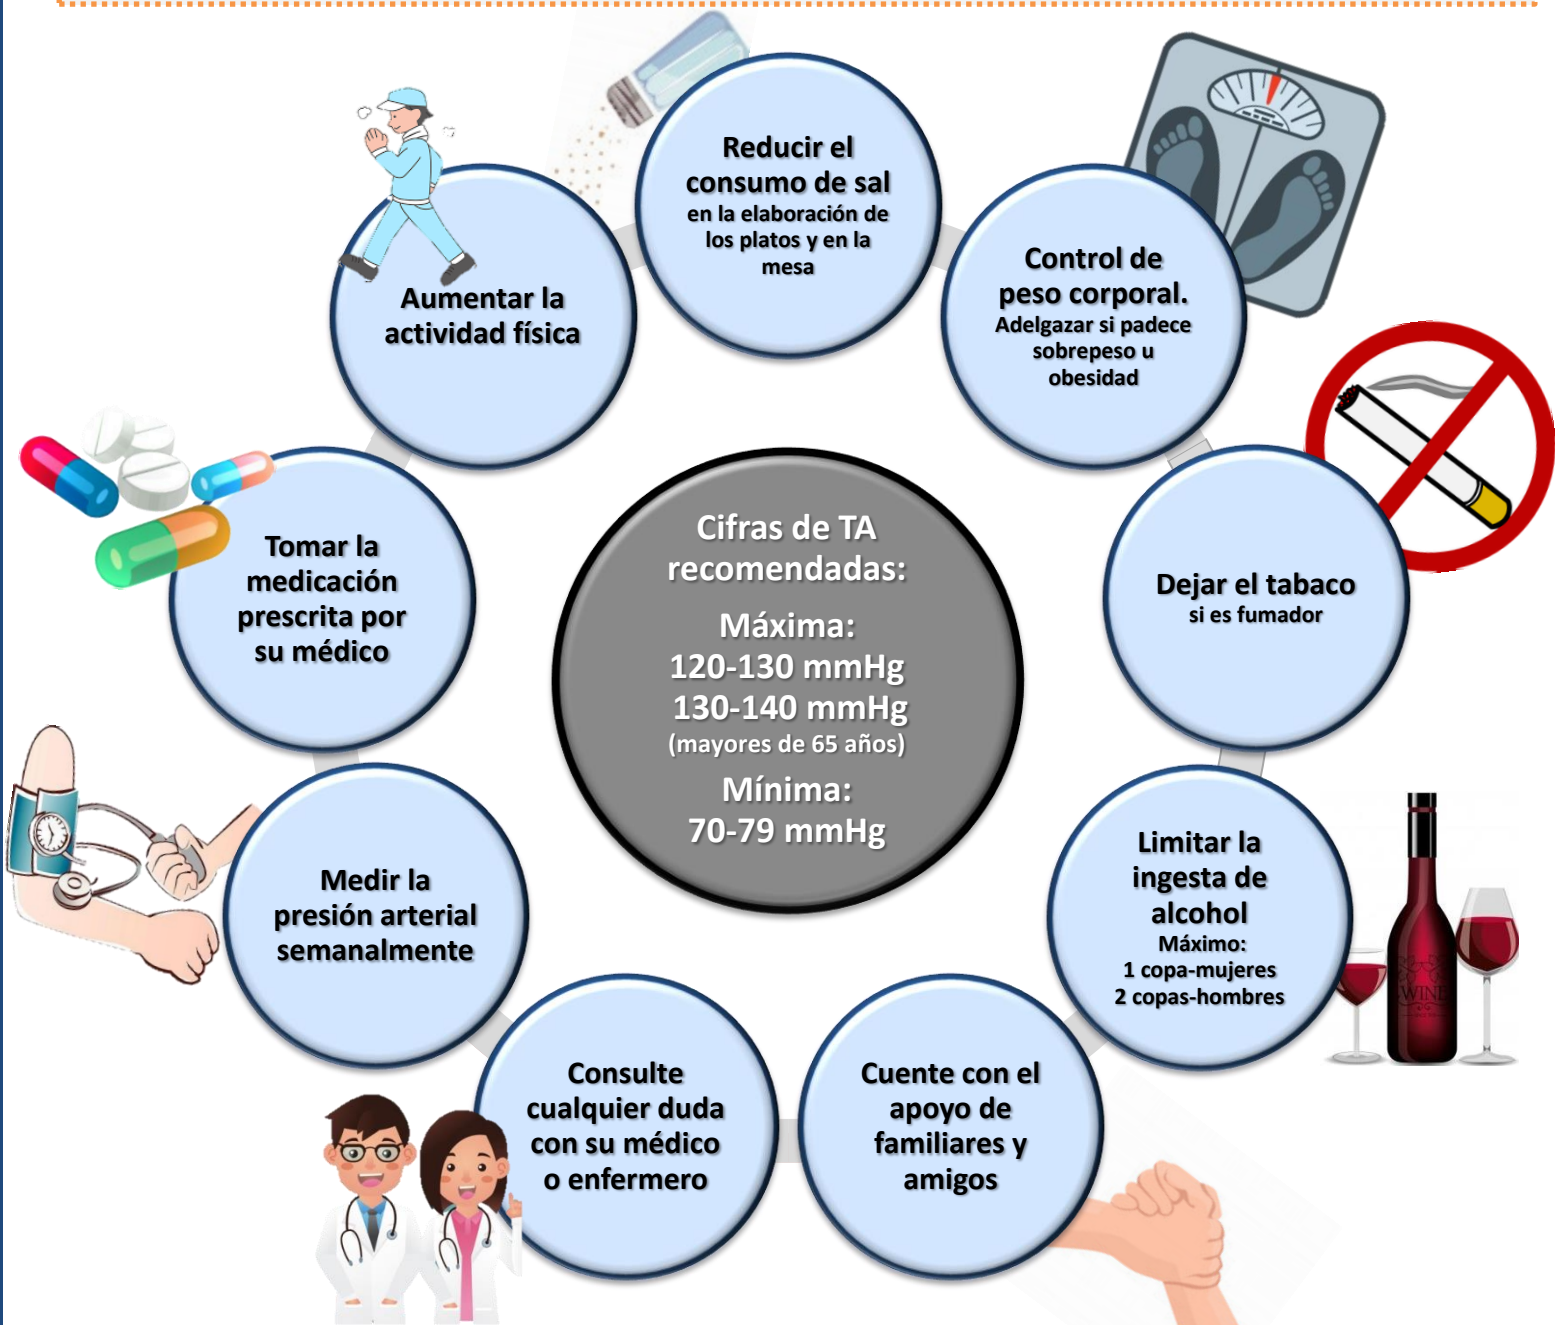 Reducir el
consumo de sal
en la elaboración de
los platos y en la
mesa
Control de
peso corporal.
Adelgazar si padece
sobrepeso u
obesidad
Dejar el tabaco
si es fumador
Limitar la
ingesta de
alcohol
Máximo:
1 copa-mujeres
2 copas-hombres
WINE
Cuente con el
apoyo de
familiares y
amigos
Consulte
cualquier duda
con su médico
o enfermero
Medir la
presión arterial
semanalmente
Tomar la
medicación
prescrita por
su médico
Aumentar la
actividad física
Cifras de TA
recomendadas:
Máxima:
120-130 mmHg
130-140 mmHg
(mayores de 65 años)
Mínima:
70-79 mmHg